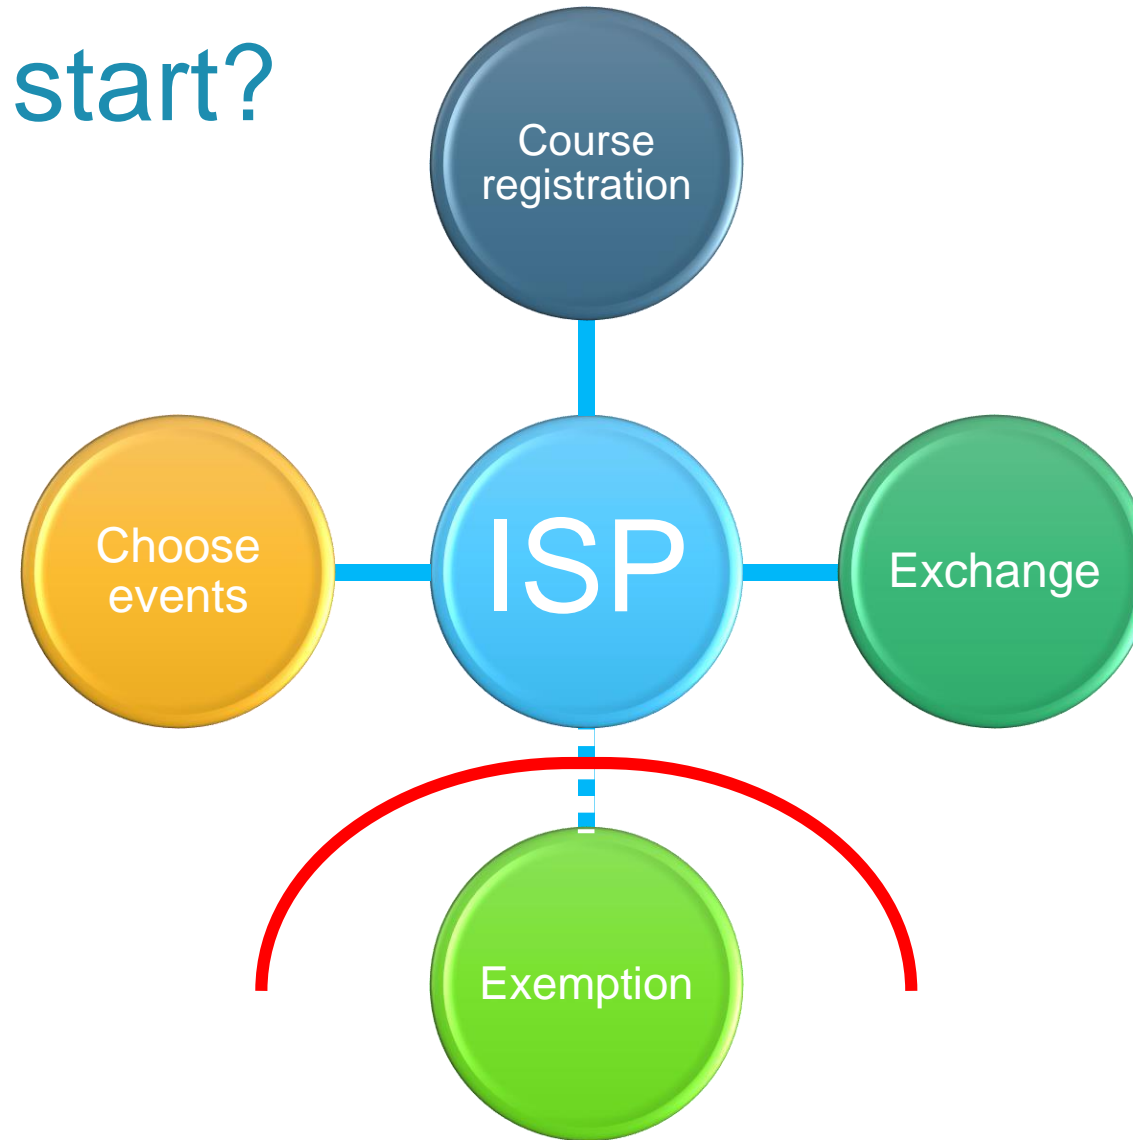 start?
Course
registration
Choose
events
ISP
Exchange
Exemption